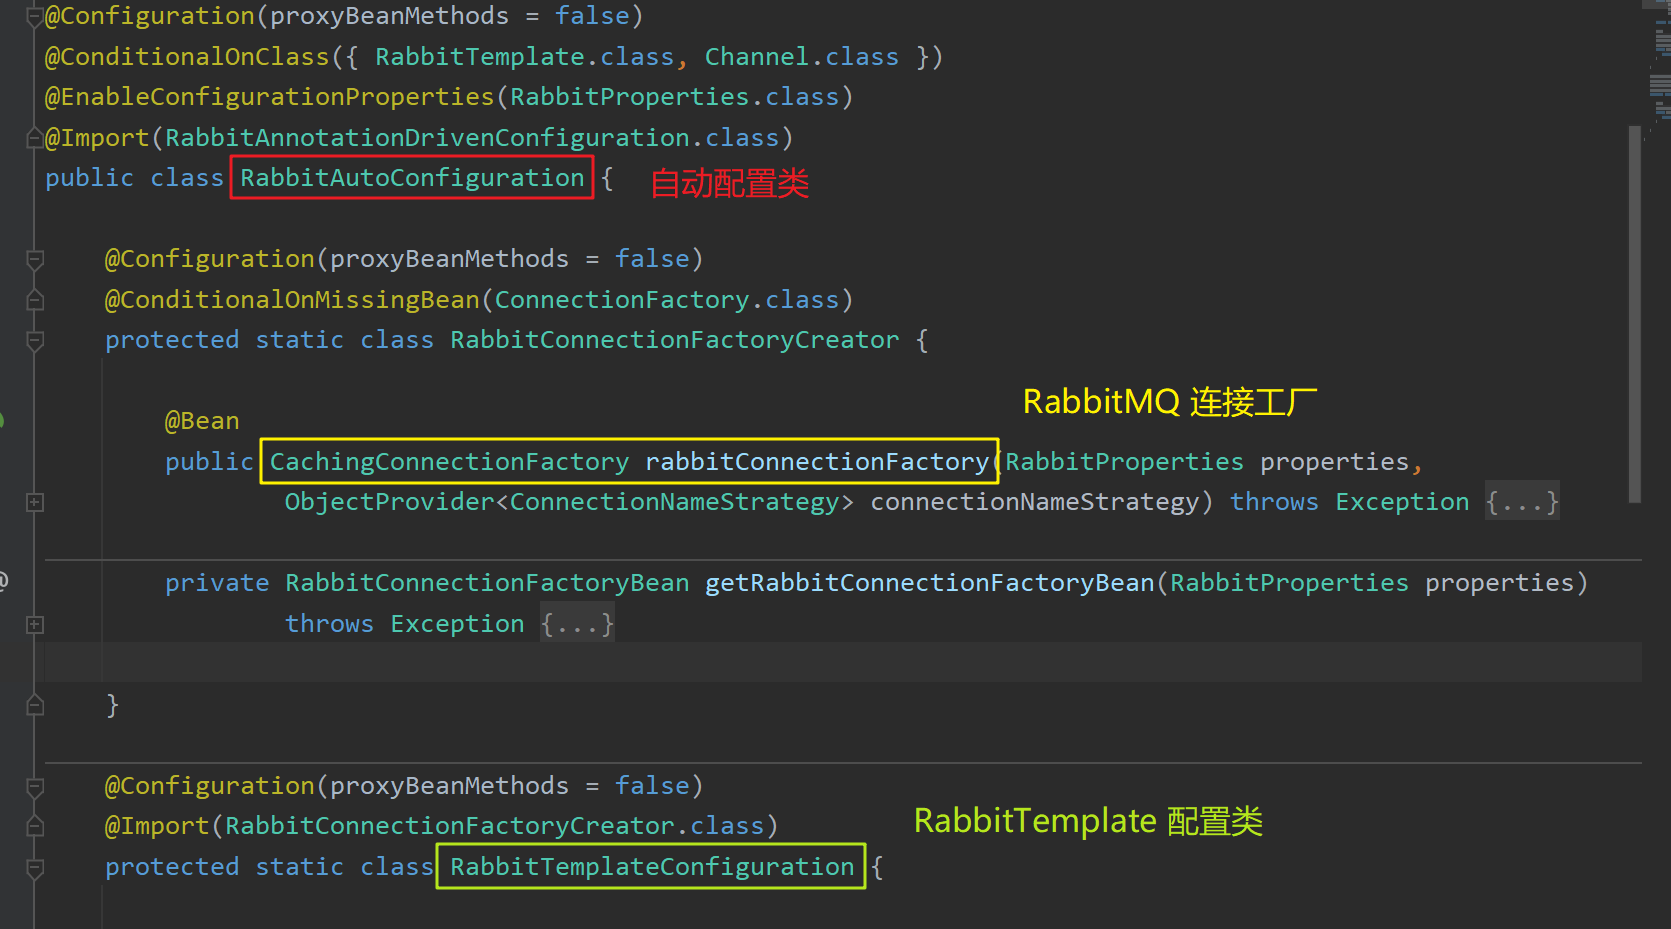 @Configuration(proxyBeanMethods = false)
@ConditionalOnClass({ RabbitTemplate.class, Channel.class })
@EnableConfigurationProperties(RabbitProperties.class)
@Import(RabbitAnnotationDrivenConfiguration.class)
public class RabbitAutoConfiguration { 自动配置类
@Configuration(proxyBeanMethods = false)
@ConditionalOnMissingBean(ConnectionFactory.class)
protected static class RabbitConnectionFactoryCreator {
RabbitMQ 连接工厂
@Bean
public CachingConnectionFactory rabbitConnectionFactory(RabbitProperties properties,
ObjectProvider<ConnectionNameStrategy> connectionNameStrategy) throws Exception {...}
private RabbitConnectionFactoryBean getRabbitConnectionFactoryBean(RabbitProperties properties)
throws Exception {...}
}
@Configuration(proxyBeanMethods = false)
@Import(RabbitConnectionFactoryCreator.class)
RabbitTemplate 配置类
protected static class RabbitTemplateConfiguration {